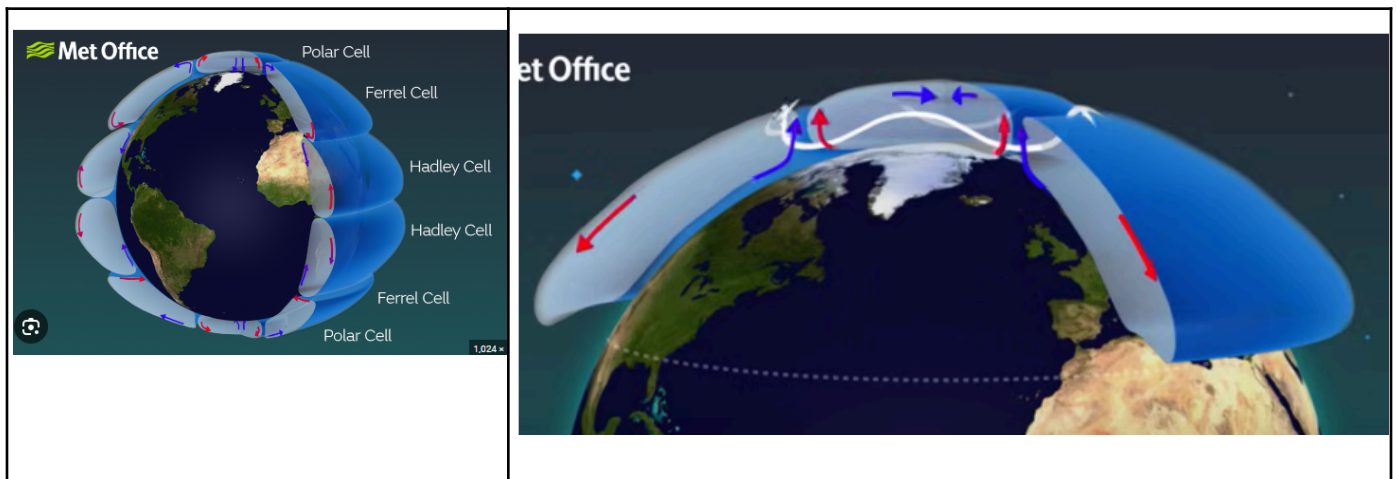 Met Office
Polar Cell
Ferrel Cell
Hadley Cell
Hadley Cell
Ferrel Cell
Polar Cell
1,024 ×
et Office